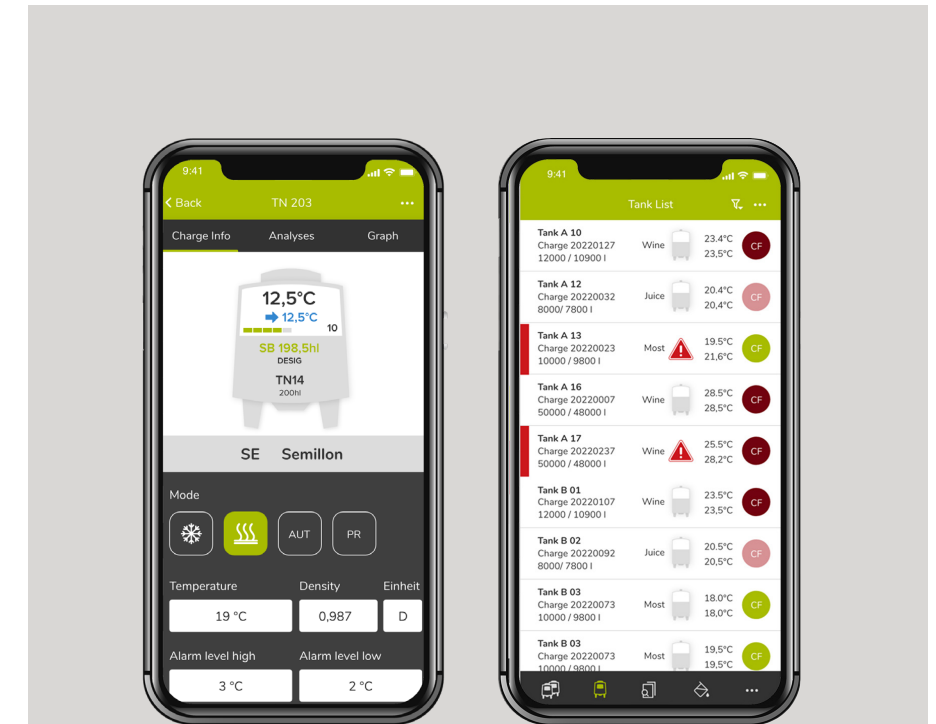 9:41
Back TN 203 ...
Charge Info Analyses Graph
12,5°C
12,5°C
10
SB 198,5hl
DESIG
TN14
200hl
SE Semillon
Mode
AUT PR
Temperature Density Einheit
19 °C 0,987 D
Alarm level high Alarm level low
3 °C 2 °C
9:41
Tank List ...
Tank A 10
Charge 20220127 Wine 23.4°C CF
12000 / 10900 l 23,5°C
Tank A 12
Charge 20220032 Juice 20.4°C CF
8000/ 7800 l 20,4°C
Tank A 13
Charge 20220023 Most 19.5°C CF
10000 / 9800 l 21,6°C
Tank A 16
Charge 20220007 Wine 28.5°C CF
50000 / 48000 l 28,5°C
Tank A 17
Charge 20220237 Wine 25.5°C CF
50000 / 48000 l 28,2°C
Tank B 01
Charge 20220107 Wine 23.5°C CF
12000 / 10900 l 23,5°C
Tank B 02
Charge 20220092 Juice 20.5°C CF
8000/ 7800 l 20,5°C
Tank B 03
Charge 20220073 Most 18.0°C CF
10000 / 9800 l 18,0°C
Tank B 03
Charge 20220073 Most 19,5°C CF
10000 / 9800 l 19,5°C
...